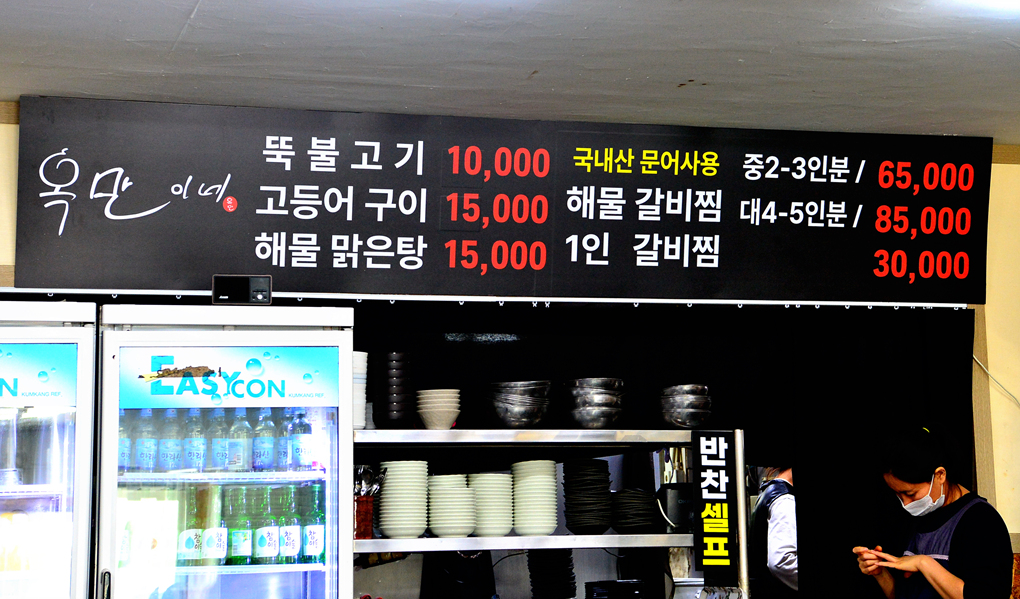 옥만이네
뚝 불 고 기 10,000
고등어 구이 15,000
해물 맑은탕 15,000
국내산 문어사용 중2-3인분 / 65,000
해물 갈비찜 대4-5인분 / 85,000
1인 갈비찜 30,000
EASYCON
EASYCON
반찬셀프